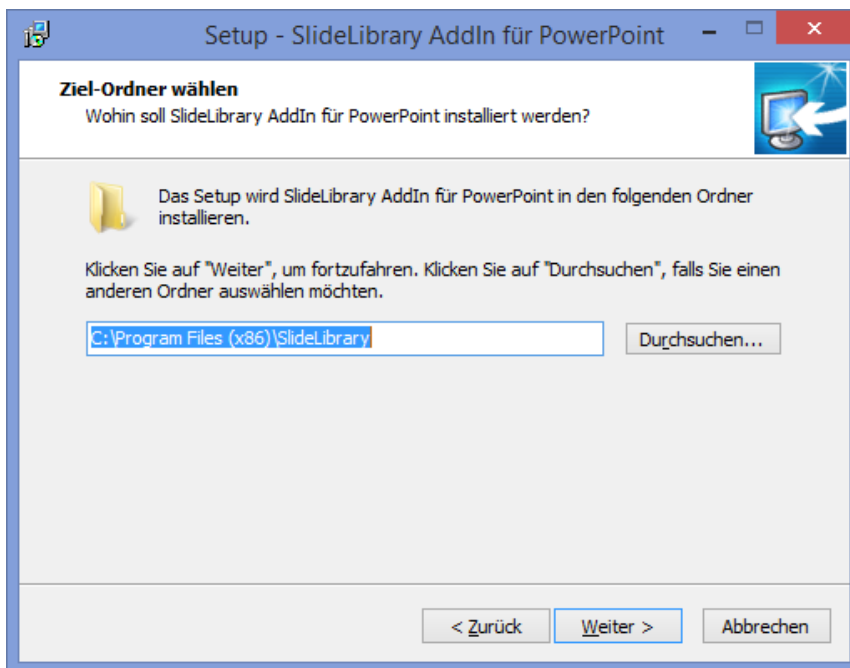 Setup - SlideLibrary AddIn für PowerPoint
Ziel-Ordner wählen
Wohin soll SlideLibrary AddIn für PowerPoint installiert werden?
Das Setup wird SlideLibrary AddIn für PowerPoint in den folgenden Ordner
installieren.
Klicken Sie auf "Weiter", um fortzufahren. Klicken Sie auf "Durchsuchen", falls Sie einen
anderen Ordner auswählen möchten.
C:\Program Files (x86)\SlideLibrary
Durchsuchen...
< Zurück
Weiter >
Abbrechen